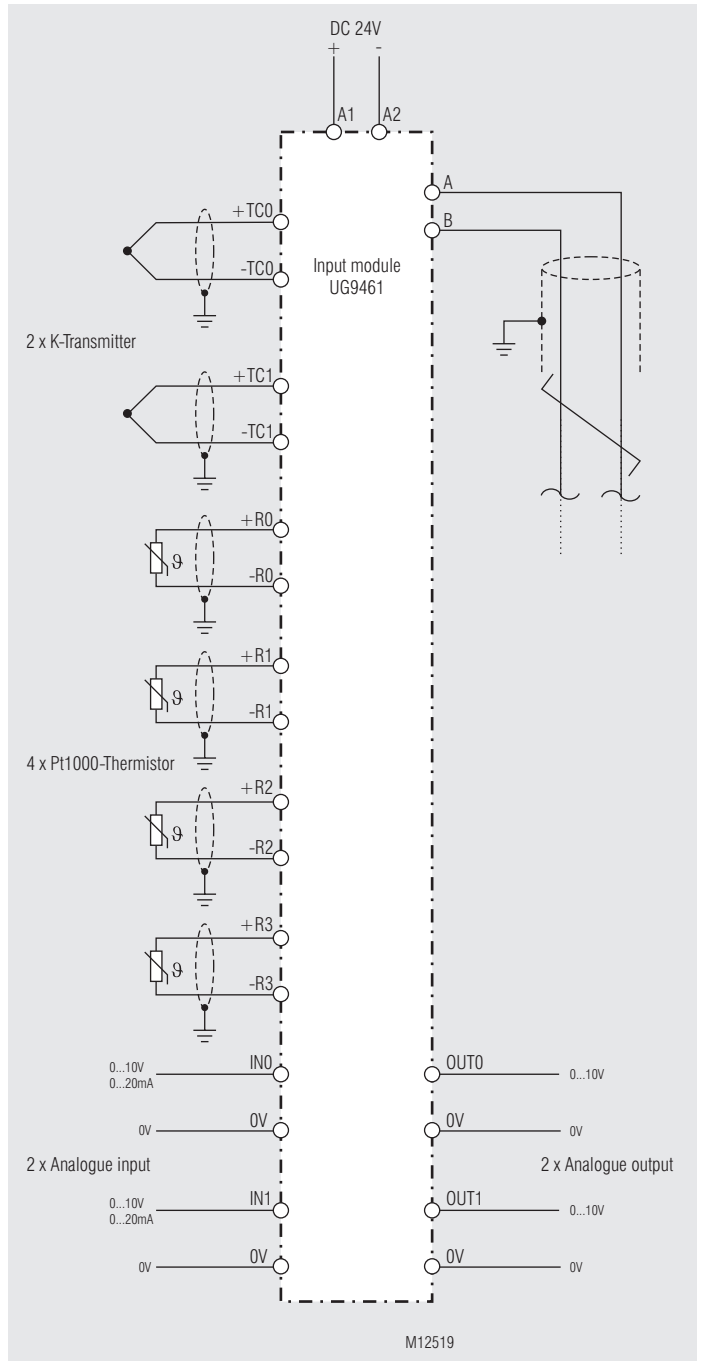 DC 24V
+ -
A1 A2
A
B
+TC0
-TC0
Input module
UG9461
2 x K-Transmitter
+TC1
-TC1
+R0
ϑ
-R0
+R1
ϑ
-R1
4 x Pt1000-Thermistor
+R2
ϑ
-R2
+R3
ϑ
-R3
0...10V
0...20mA
IN0
OUT0
0...10V
0V
0V
0V
0V
2 x Analogue input
2 x Analogue output
0...10V
0...20mA
IN1
OUT1
0...10V
0V
0V
0V
0V
M12519